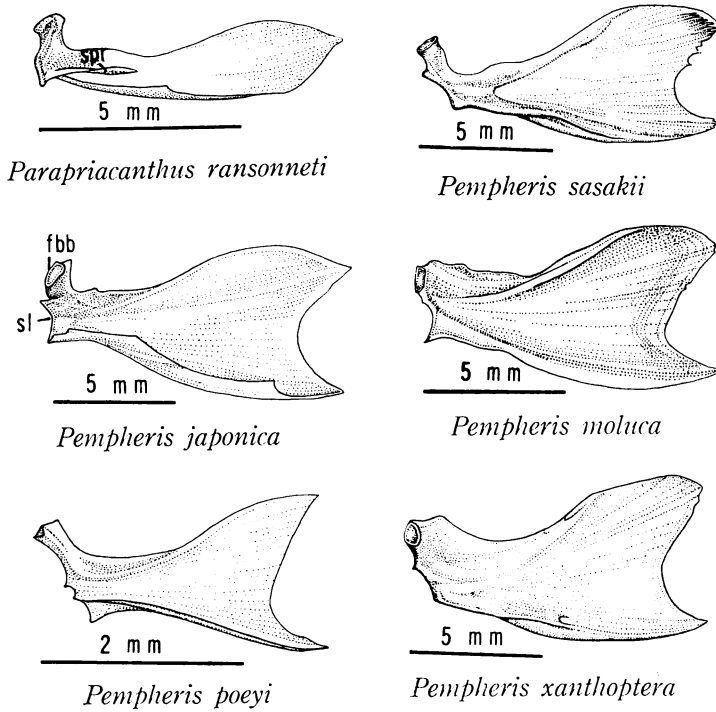 spr
5 mm
Parapriacanthus ransonneti
5 mm
Pempheris sasakii
fbb
sl
5 mm
Pempheris japonica
5 mm
Pempheris moluca
2 mm
Pempheris poeyi
5 mm
Pempheris xanthoptera